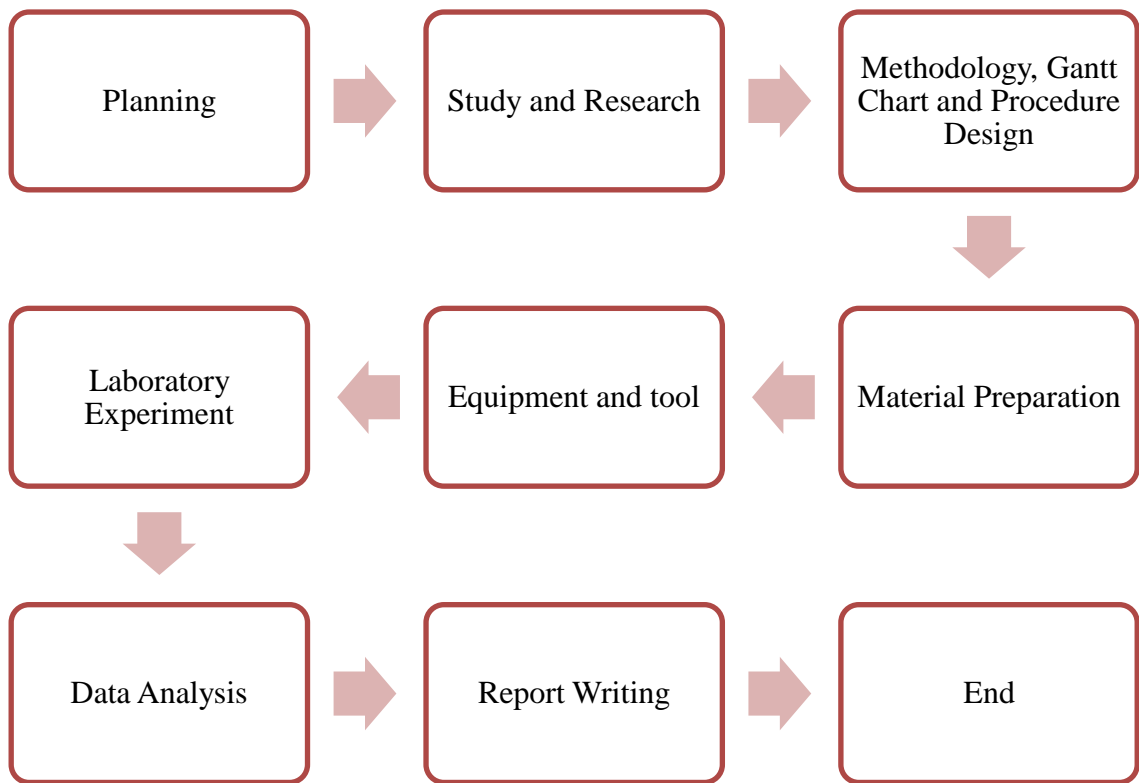 Planning
Study and Research
Methodology, Gantt
Chart and Procedure
Design
Material Preparation
Equipment and tool
Laboratory
Experiment
Data Analysis
Report Writing
End